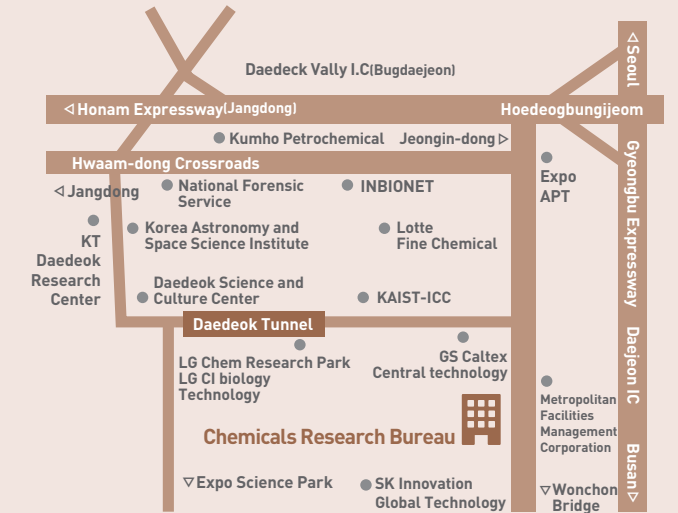 Daedeck Vally I.C(Bugdaejeon)
◁ Seoul
◁ Honam Expressway(Jangdong)
Hoedeogbungijeom
Kumho Petrochemical
Jeongin-dong ▷
Hwaam-dong Crossroads
◁ Jangdong
National Forensic
Service
INBIONET
Expo
APT
Gyeongbu Expressway
KT
Daedeok
Research
Center
Korea Astronomy and
Space Science Institute
Lotte
Fine Chemical
Daedeok Science and
Culture Center
KAIST-ICC
Daedeok Tunnel
Daejeon IC
LG Chem Research Park
LG CI biology
Technology
GS Caltex
Central technology
Metropolitan
Facilities
Management
Corporation
Chemicals Research Bureau
Busan ▷
▽ Expo Science Park
SK Innovation
Global Technology
▽ Wonchon
Bridge